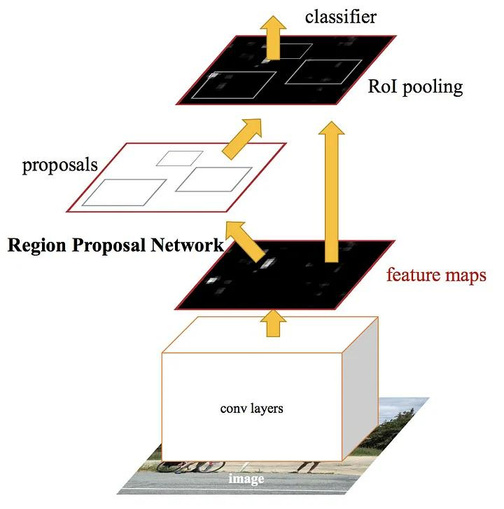 classifier
RoI pooling
proposals
Region Proposal Network
feature maps
conv layers
image